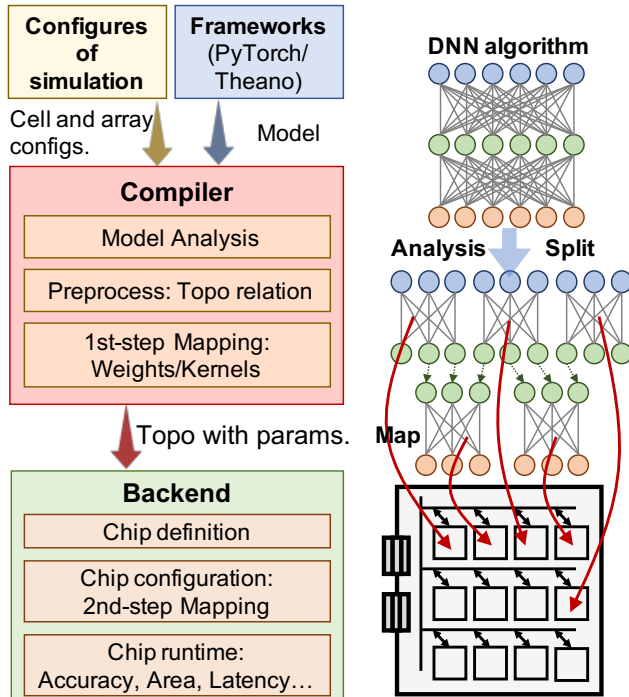 Configures
of
simulation
Frameworks
(PyTorch/
Theano)
Cell and array
configs.
Model
Compiler
Model Analysis
Preprocess: Topo relation
1st-step Mapping:
Weights/Kernels
Topo with params.
Backend
Chip definition
Chip configuration:
2nd-step Mapping
Chip runtime:
Accuracy, Area, Latency…
DNN algorithm
Analysis
Split
Map